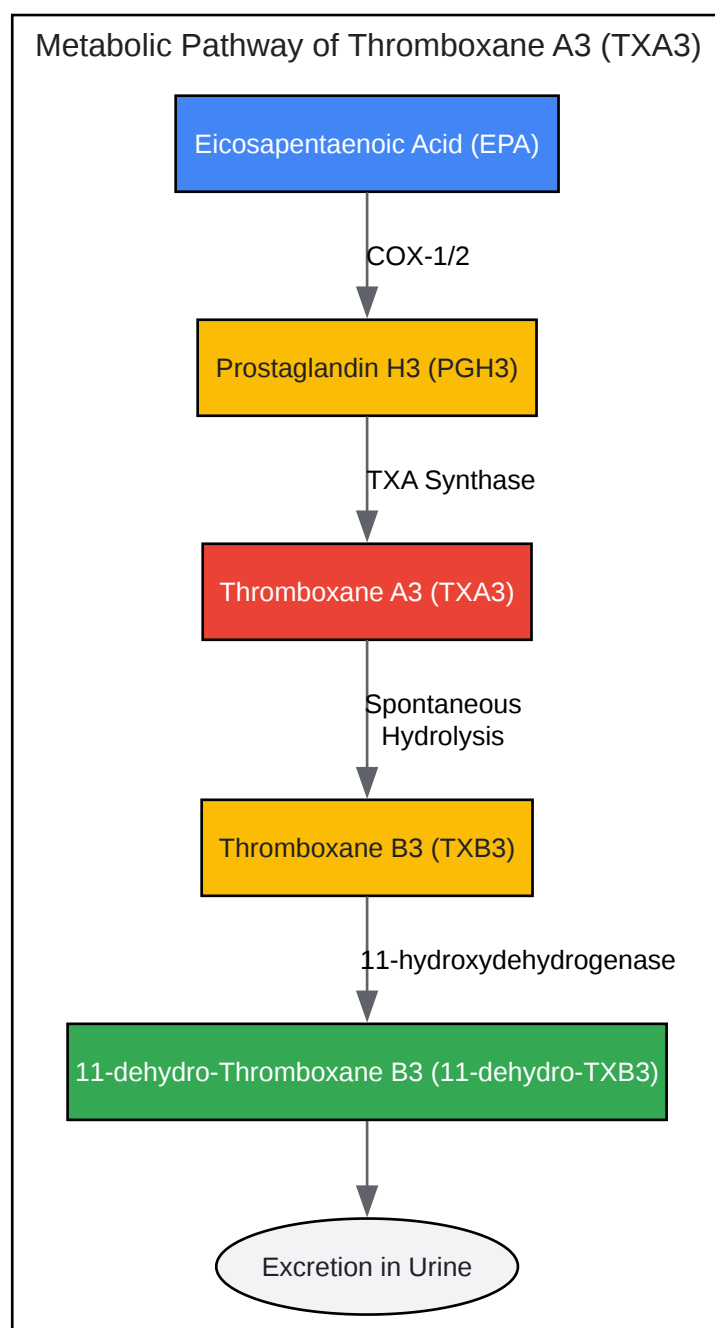 Metabolic Pathway of Thromboxane A3 (TXA3)
Eicosapentaenoic Acid (EPA)
COX-1/2
Prostaglandin H3 (PGH3)
TXA Synthase
Thromboxane A3 (TXA3)
Spontaneous
Hydrolysis
Thromboxane B3 (TXB3)
11-hydroxydehydrogenase
11-dehydro-Thromboxane B3 (11-dehydro-TXB3)
Excretion in Urine